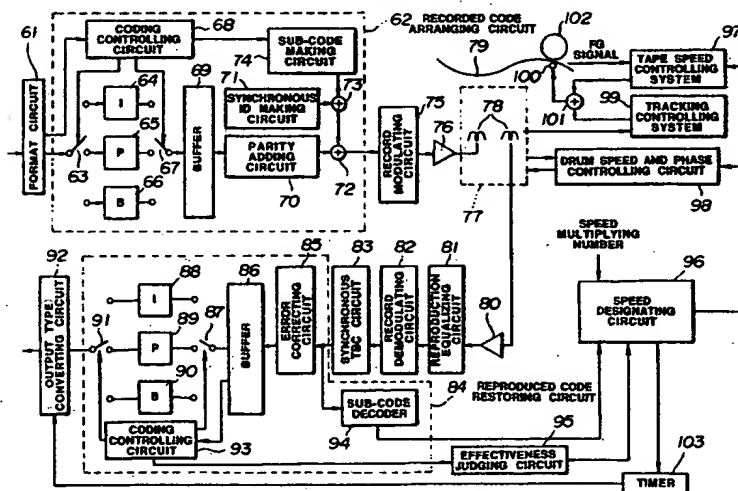 61
FORMAT CIRCUIT
CODING
CONTROLLING
CIRCUIT
68
SUB-CODE
MAKING
CIRCUIT
74
62
RECORDED CODE
ARRANGING CIRCUIT
102
79
FG
SIGNAL
100
101
97
TAPE SPEED
CONTROLLING
SYSTEM
99
TRACKING
CONTROLLING
SYSTEM
64
I
69
71
SYNCHRONOUS
ID MAKING
CIRCUIT
73
75
RECORD
MODULATING
CIRCUIT
76
78
77
65
P
63
67
BUFFER
PARITY
ADDING
CIRCUIT
72
66
B
70
DRUM SPEED AND PHASE
CONTROLLING CIRCUIT
98
SPEED
MULTIPLYING
NUMBER
96
SPEED
DESIGNATING
CIRCUIT
92
OUTPUT TYPE
CONVERTING CIRCUIT
88
I
86
BUFFER
85
ERROR
CORRECTING
CIRCUIT
83
SYNCHRONOUS
TBC CIRCUIT
82
RECORD
DEMODULATING
CIRCUIT
81
REPRODUCTION
EQUALIZING
CIRCUIT
80
91
89
P
87
90
B
CODING
CONTROLLING
CIRCUIT
93
SUB-CODE
DECODER
94
84
REPRODUCED CODE
RESTORING CIRCUIT
95
EFFECTIVENESS
JUDGING CIRCUIT
103
TIMER